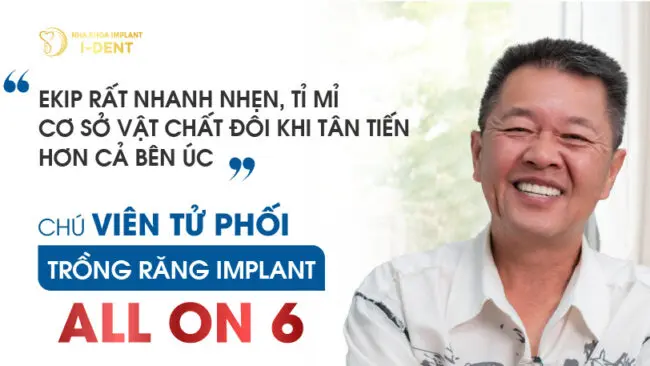 NHA KHOA IMPLANT
I-DENT
“ EKIP RẤT NHANH NHẸN, TỈ MỈ
CƠ SỞ VẬT CHẤT ĐÔI KHI TÂN TIẾN
HƠN CẢ BÊN ÚC ”
CHÚ VIÊN TỬ PHỐI
TRỒNG RĂNG IMPLANT
ALL ON 6